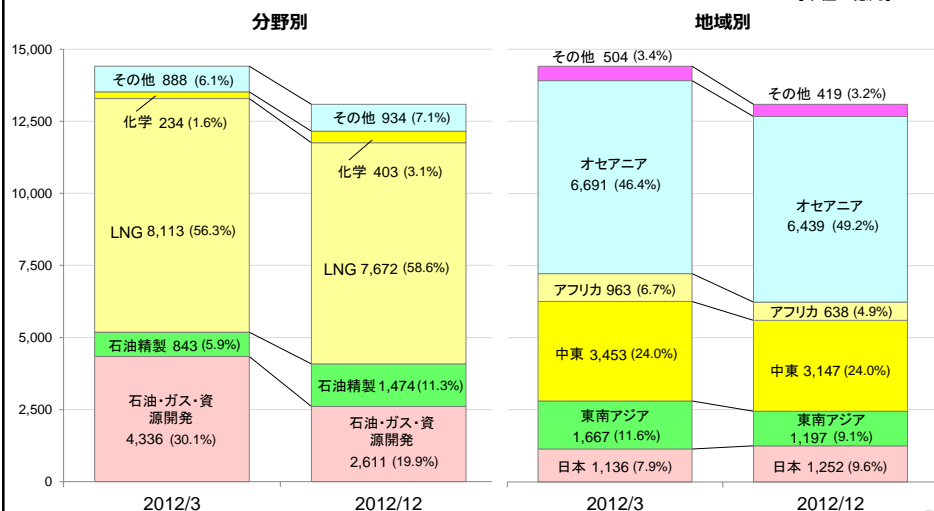 分野別
15,000
12,500
10,000
7,500
5,000
2,500
0
その他 888 (6.1%)
化学 234 (1.6%)
LNG 8,113 (56.3%)
石油精製 843 (5.9%)
石油・ガス・資
源開発
4,336 (30.1%)
その他 934 (7.1%)
化学 403 (3.1%)
LNG 7,672 (58.6%)
石油精製 1,474 (11.3%)
石油・ガス・資
源開発
2,611 (19.9%)
2012/3
2012/12
地域別
その他 504 (3.4%)
オセアニア
6,691 (46.4%)
アフリカ 963 (6.7%)
中東 3,453 (24.0%)
東南アジア
1,667 (11.6%)
日本 1,136 (7.9%)
その他 419 (3.2%)
オセアニア
6,439 (49.2%)
アフリカ 638 (4.9%)
中東 3,147 (24.0%)
東南アジア
1,197 (9.1%)
日本 1,252 (9.6%)
2012/3
2012/12